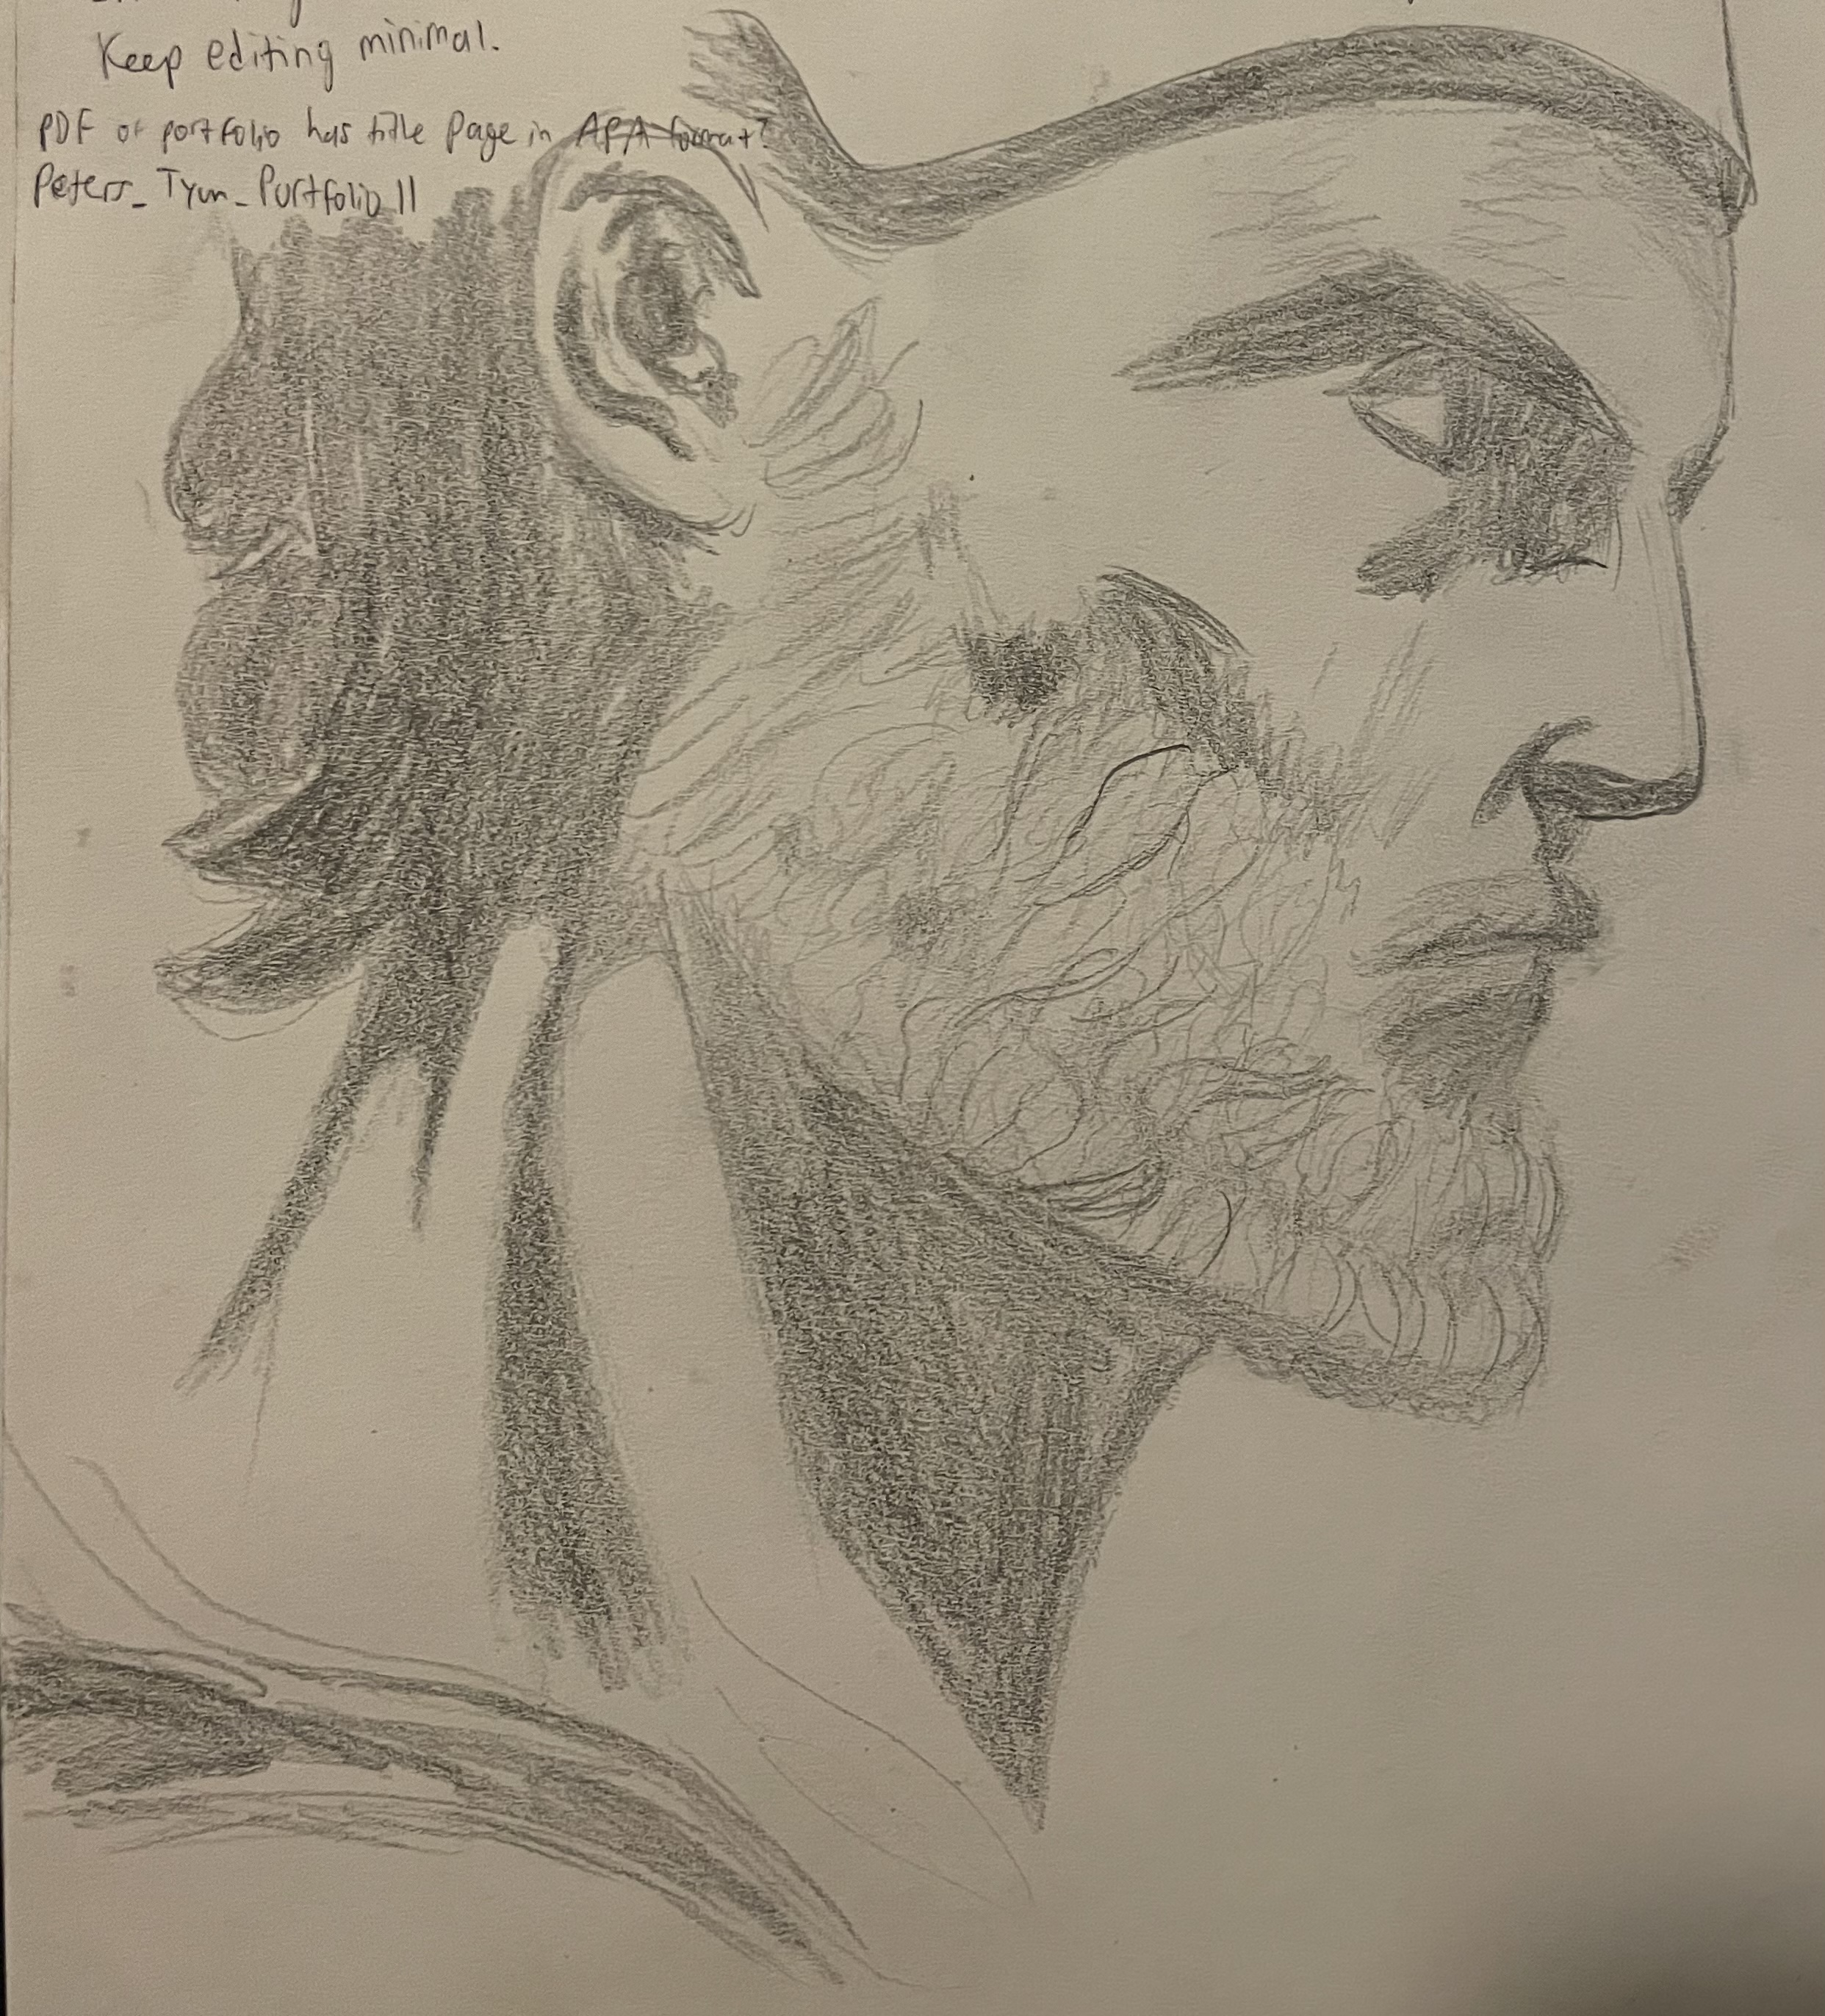 Keep editing minimal.
PDF of portfolio has title page in APA format?
Peters_Tyun_Portfolio 11